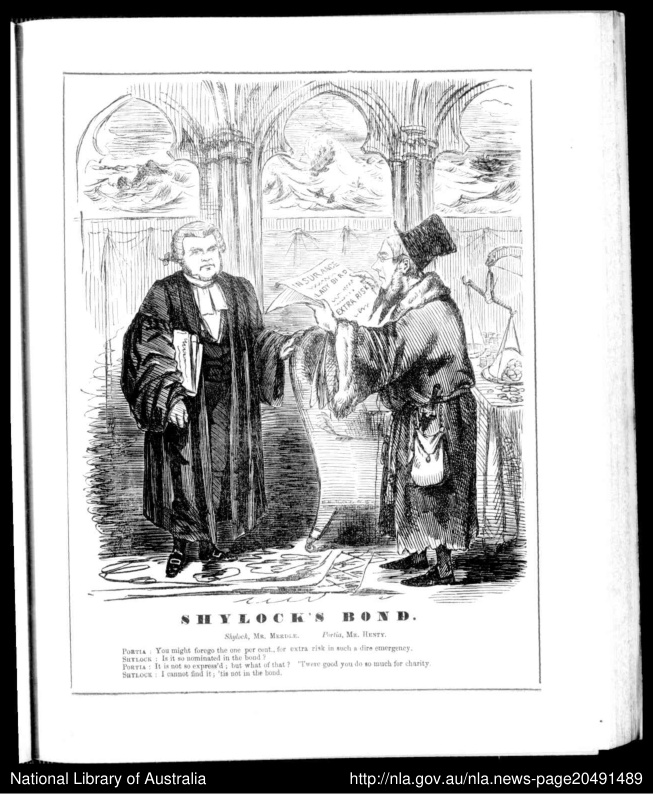 INSURANCE
LADY BIRD
EXTRA RISK
SHYLOCK'S BOND.
Shylock, MR. MERDLE. Portia, MR. HENTY.
PORTIA : You might forego the one per cent., for extra risk in such a dire emergency.
SHYLOCK : Is it so nominated in the bond?
PORTIA : It is not so express'd ; but what of that? 'Twere good you do so much for charity.
SHYLOCK : I cannot find it ; 'tis not in the bond.
National Library of Australia http://nla.gov.au/nla.news-page20491489